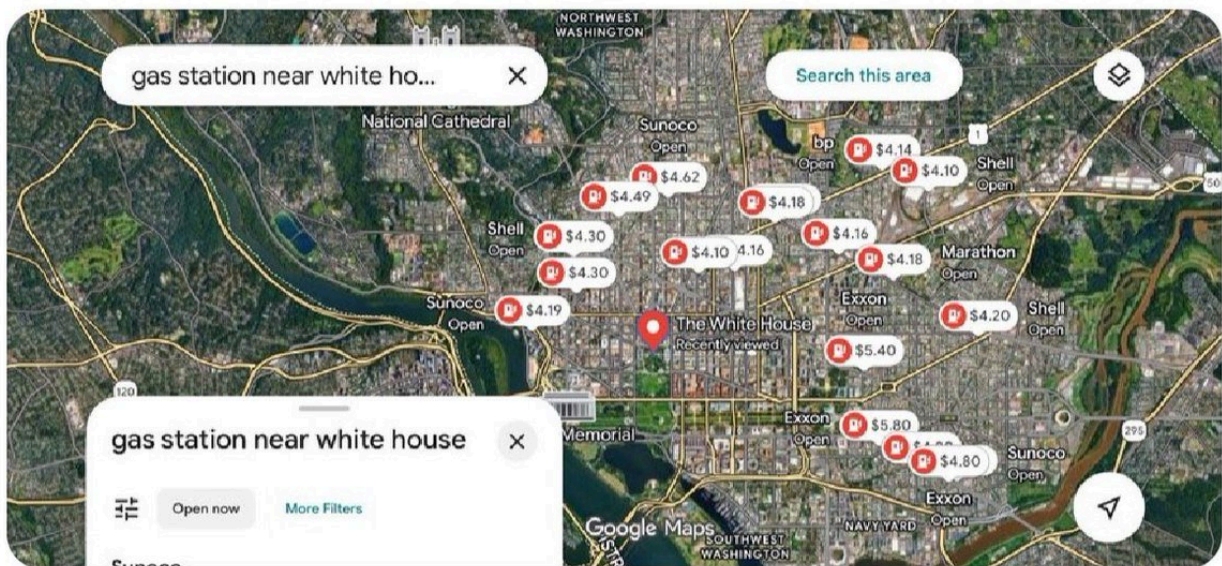 NORTHWEST
WASHINGTON
gas station near white ho...
Search this area
National Cathedral
Sunoco
Open
bp
Open
$4.14
1
$4.10
Shell
Open
50
$4.62
$4.49
$4.18
Shell
Open
$4.30
$4.16
$4.10
4.16
$4.18
Marathon
Open
$4.30
Sunoco
Open
$4.19
Exxon
Open
$4.20
Shell
Open
The White House
Recently viewed
$5.40
120
Exxon
Open
$5.80
295
gas station near white house
Memorial
$4.80
Sunoco
Open
Open now
More Filters
Exxon
Open
Google Maps
NAVY YARD
SOUTHWEST
WASHINGTON
Sunoco